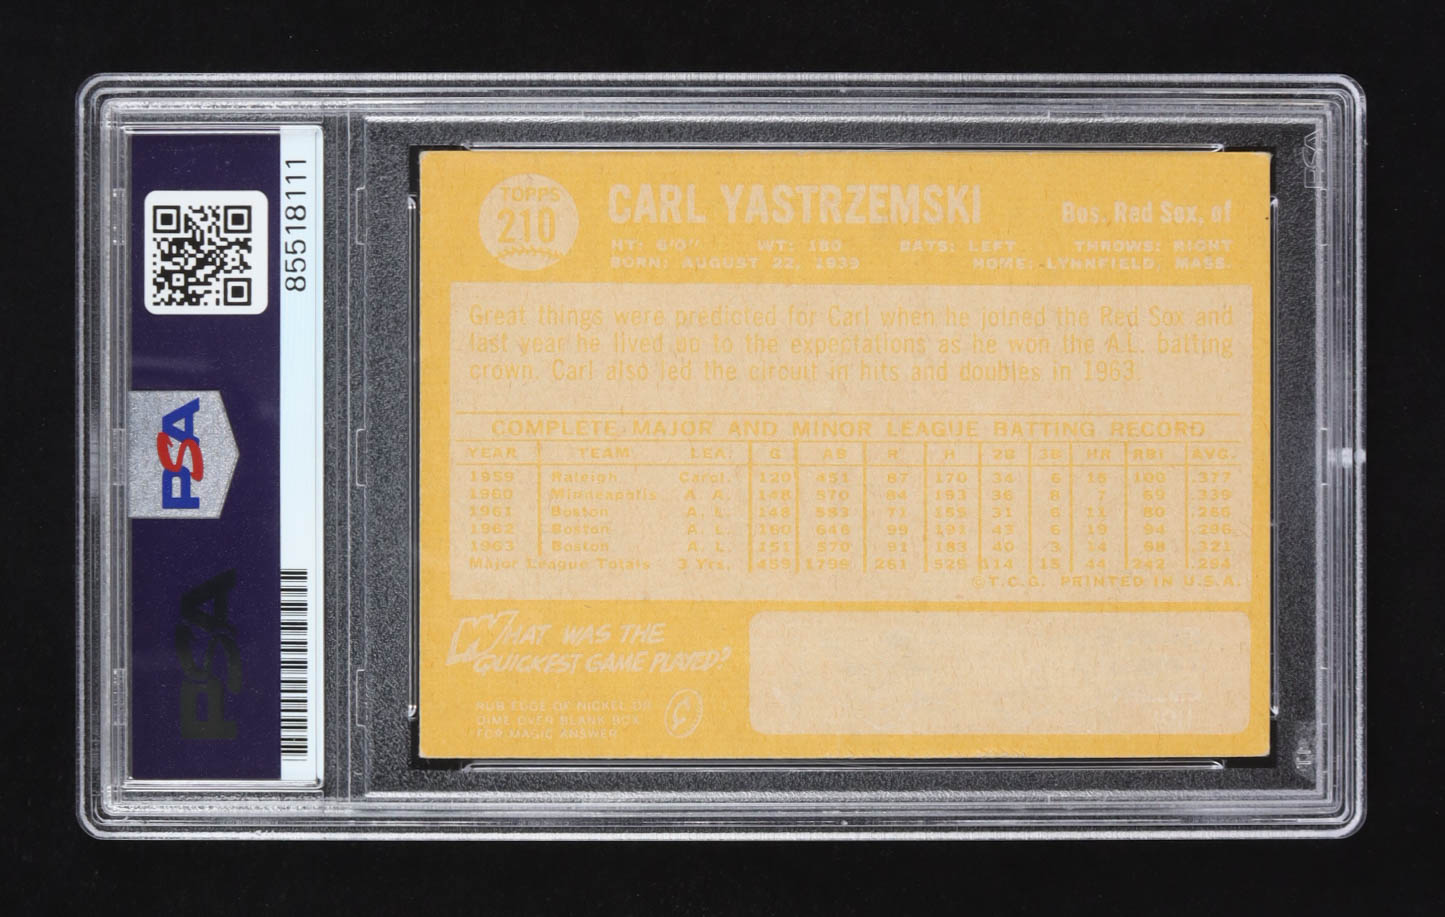 85518111
PSA
PSA
TOPPS
210
CARL YASTRZEMSKI
Bos. Red Sox, of
HT: 6'0" WT: 180 BATS: LEFT THROWS: RIGHT
BORN: AUGUST 22, 1939 HOME: LYNNFIELD, MASS.
Great things were predicted for Carl when he joined the Red Sox and
last year he lived up to the expectations as he won the A.L. batting
crown. Carl also led the circuit in hits and doubles in 1963.
COMPLETE MAJOR AND MINOR LEAGUE BATTING RECORD
YEAR TEAM LEA. G AB R H 2B 3B HR RBI AVG.
1959 Raleigh Carol. 120 451 87 170 34 6 15 100 .377
1960 Minneapolis A. A. 148 570 84 193 36 8 7 69 .339
1961 Boston A. L. 148 583 71 155 31 6 11 80 .266
1962 Boston A. L. 160 646 99 191 43 6 19 94 .296
1963 Boston A. L. 151 570 91 183 40 3 14 68 .321
Major League Totals 3 Yrs. 459 1799 261 529 114 15 44 242 .294
©T.C.G. PRINTED IN U.S.A.
WHAT WAS THE
QUICKEST GAME PLAYED?
RUB EDGE OF NICKEL OR
DIME OVER BLANK BOX
FOR MAGIC ANSWER
PSA